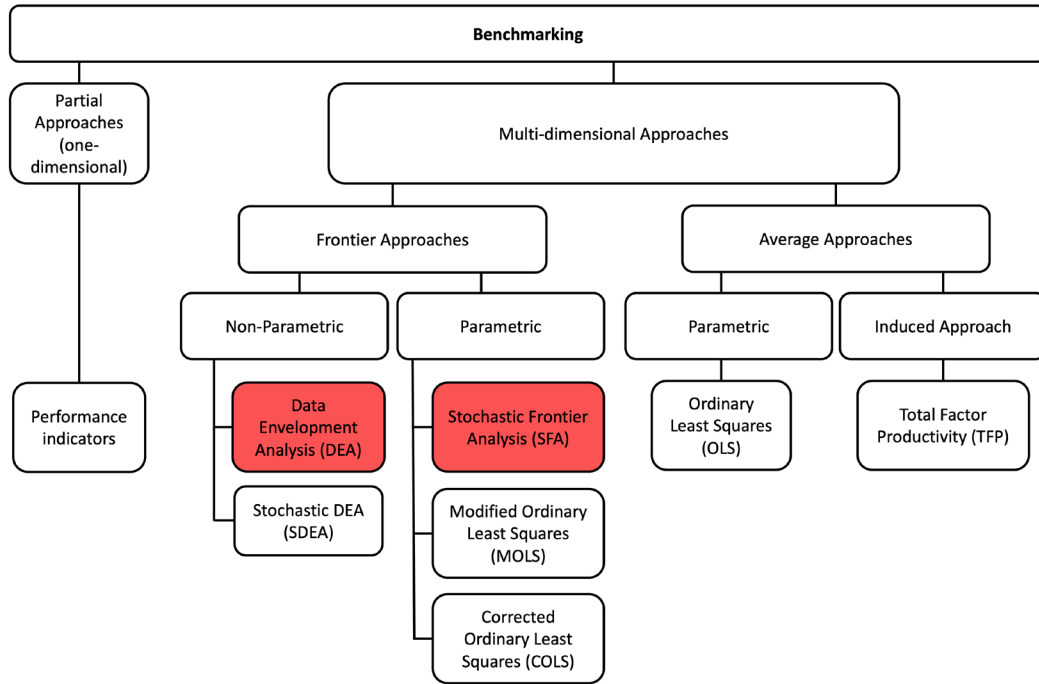 Benchmarking
Partial
Approaches
(one-
dimensional)
Multi-dimensional Approaches
Frontier Approaches
Average Approaches
Non-Parametric
Parametric
Parametric
Induced Approach
Performance
indicators
Data
Envelopment
Analysis (DEA)
Stochastic Frontier
Analysis (SFA)
Ordinary
Least Squares
(OLS)
Total Factor
Productivity (TFP)
Stochastic DEA
(SDEA)
Modified Ordinary
Least Squares
(MOLS)
Corrected
Ordinary Least
Squares (COLS)